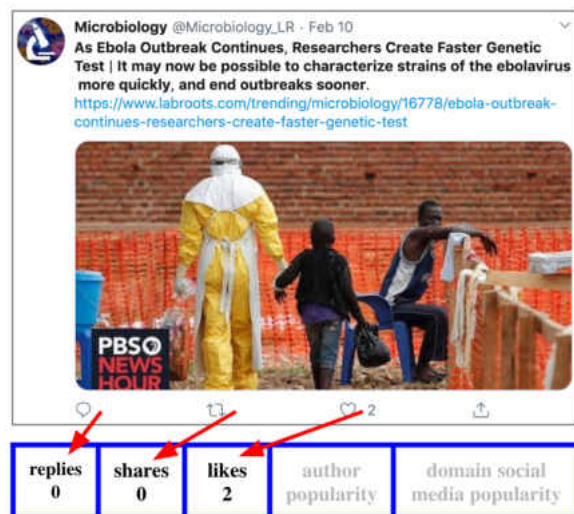 Microbiology @Microbiology_LR · Feb 10
As Ebola Outbreak Continues, Researchers Create Faster Genetic
Test | It may now be possible to characterize strains of the ebolavirus
more quickly, and end outbreaks sooner.
https://www.labroots.com/trending/microbiology/16778/ebola-outbreak-
continues-researchers-create-faster-genetic-test
PBS
NEWS
HOUR
2
replies
0
shares
0
likes
2
author
popularity
domain social
media popularity